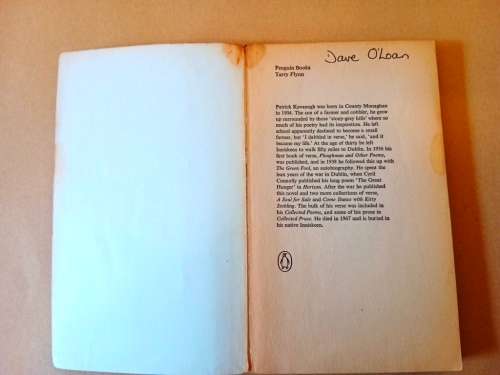 Dave O'Loan
Penguin Books
Tarry Flynn
Patrick Kavanagh was born in County Monaghan
in 1904. The son of a farmer and cobbler, he grew
up surrounded by those 'stony-grey hills' where so
much of his poetry had its inspiration. He left
school apparently destined to become a small
farmer, but 'I dabbled in verse,' he said, 'and it
became my life.' At the age of thirty he left
Inniskeen to walk fifty miles to Dublin. In 1936 his
first book of verse, Ploughman and Other Poems,
was published, and in 1938 he followed this up with
The Green Fool, an autobiography. He spent the
lean years of the war in Dublin, when Cyril
Connolly published his long poem 'The Great
Hunger' in Horizon. After the war he published
this novel and two more collections of verse,
A Soul for Sale and Come Dance with Kitty
Stobling. The bulk of his verse was included in
his Collected Poems, and some of his prose in
Collected Pruse. He died in 1967 and is buried in
his native Inniskeen.